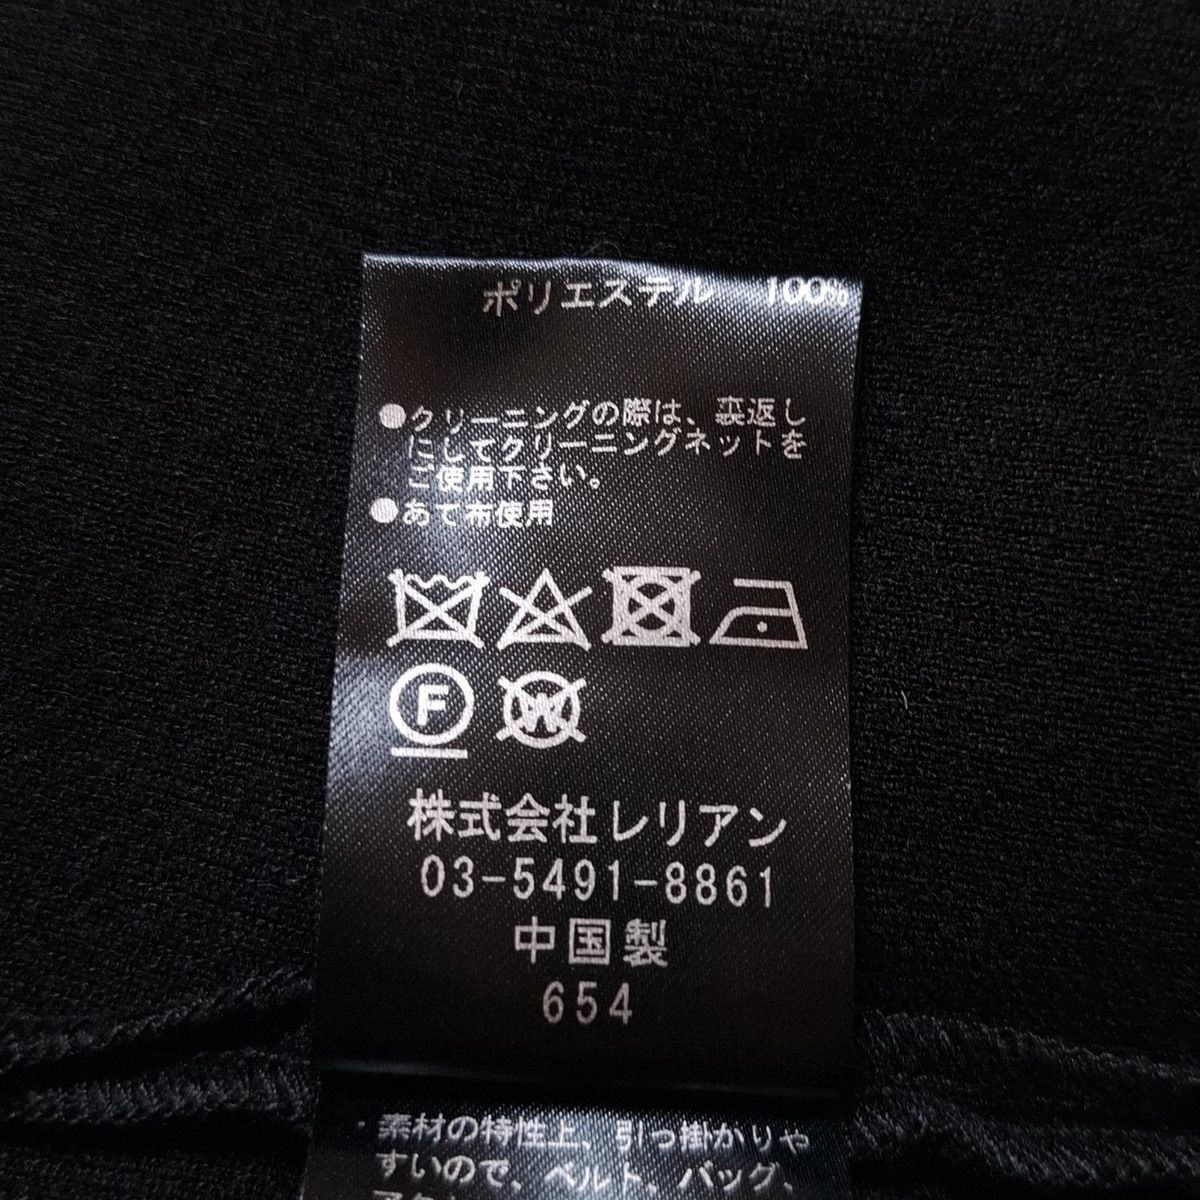 ポリエステル 100%
●クリーニングの際は、裏返し
にしてクリーニングネットを
ご使用下さい。
●あて布使用
F W
株式会社レリアン
03-5491-8861
中国製
654
・素材の特性上、引っ掛かりや
すいので、ベルト、バッグ、